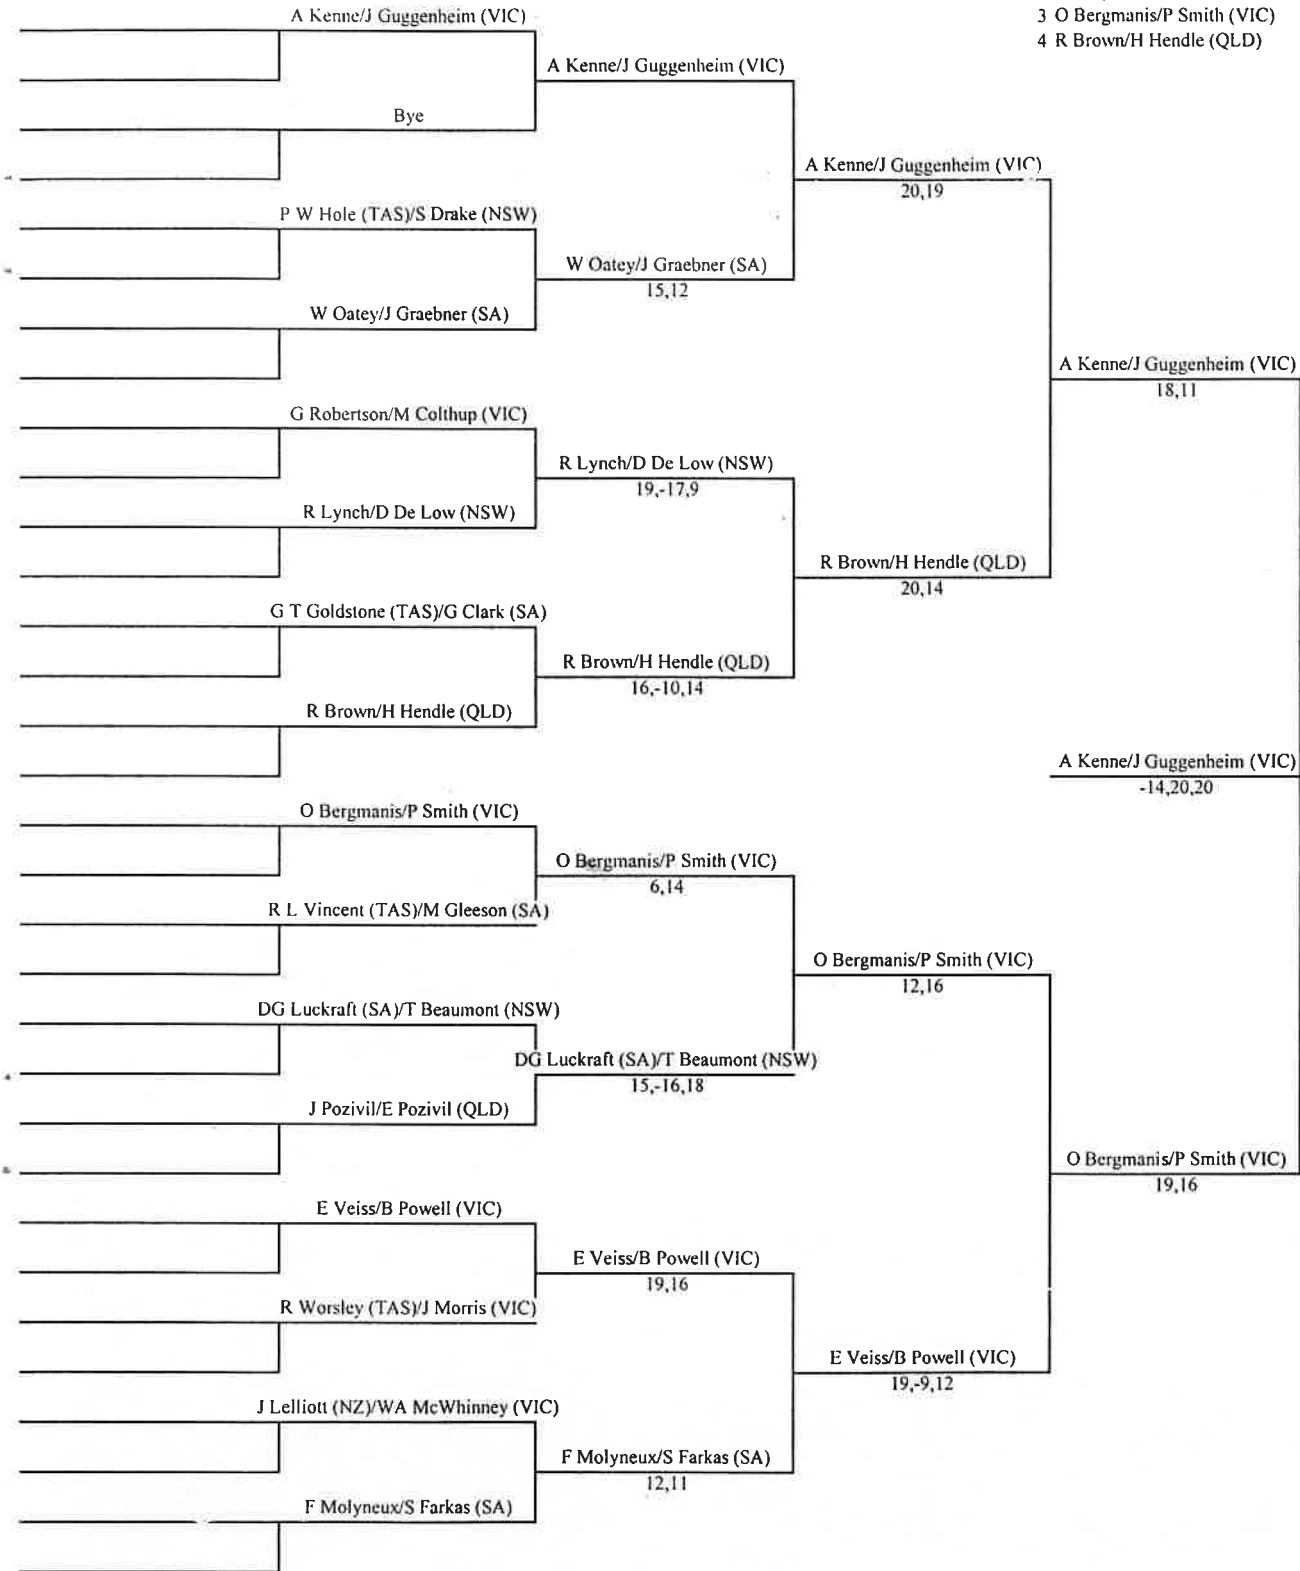 A Kenne/J Guggenheim (VIC)
3 O Bergmanis/P Smith (VIC)
4 R Brown/H Hendle (QLD)
A Kenne/J Guggenheim (VIC)
Bye
A Kenne/J Guggenheim (VIC)
20,19
P W Hole (TAS)/S Drake (NSW)
W Oatey/J Graebner (SA)
15,12
W Oatey/J Graebner (SA)
A Kenne/J Guggenheim (VIC)
18,11
G Robertson/M Colthup (VIC)
R Lynch/D De Low (NSW)
19,-17,9
R Lynch/D De Low (NSW)
R Brown/H Hendle (QLD)
20,14
G T Goldstone (TAS)/G Clark (SA)
R Brown/H Hendle (QLD)
16,-10,14
R Brown/H Hendle (QLD)
A Kenne/J Guggenheim (VIC)
-14,20,20
O Bergmanis/P Smith (VIC)
O Bergmanis/P Smith (VIC)
6,14
R L Vincent (TAS)/M Gleeson (SA)
O Bergmanis/P Smith (VIC)
12,16
DG Luckraft (SA)/T Beaumont (NSW)
DG Luckraft (SA)/T Beaumont (NSW)
15,-16,18
J Pozivil/E Pozivil (QLD)
O Bergmanis/P Smith (VIC)
19,16
E Veiss/B Powell (VIC)
E Veiss/B Powell (VIC)
19,16
R Worsley (TAS)/J Morris (VIC)
E Veiss/B Powell (VIC)
19,-9,12
J Lelliott (NZ)/WA McWhinney (VIC)
F Molyneux/S Farkas (SA)
12,11
F Molyneux/S Farkas (SA)